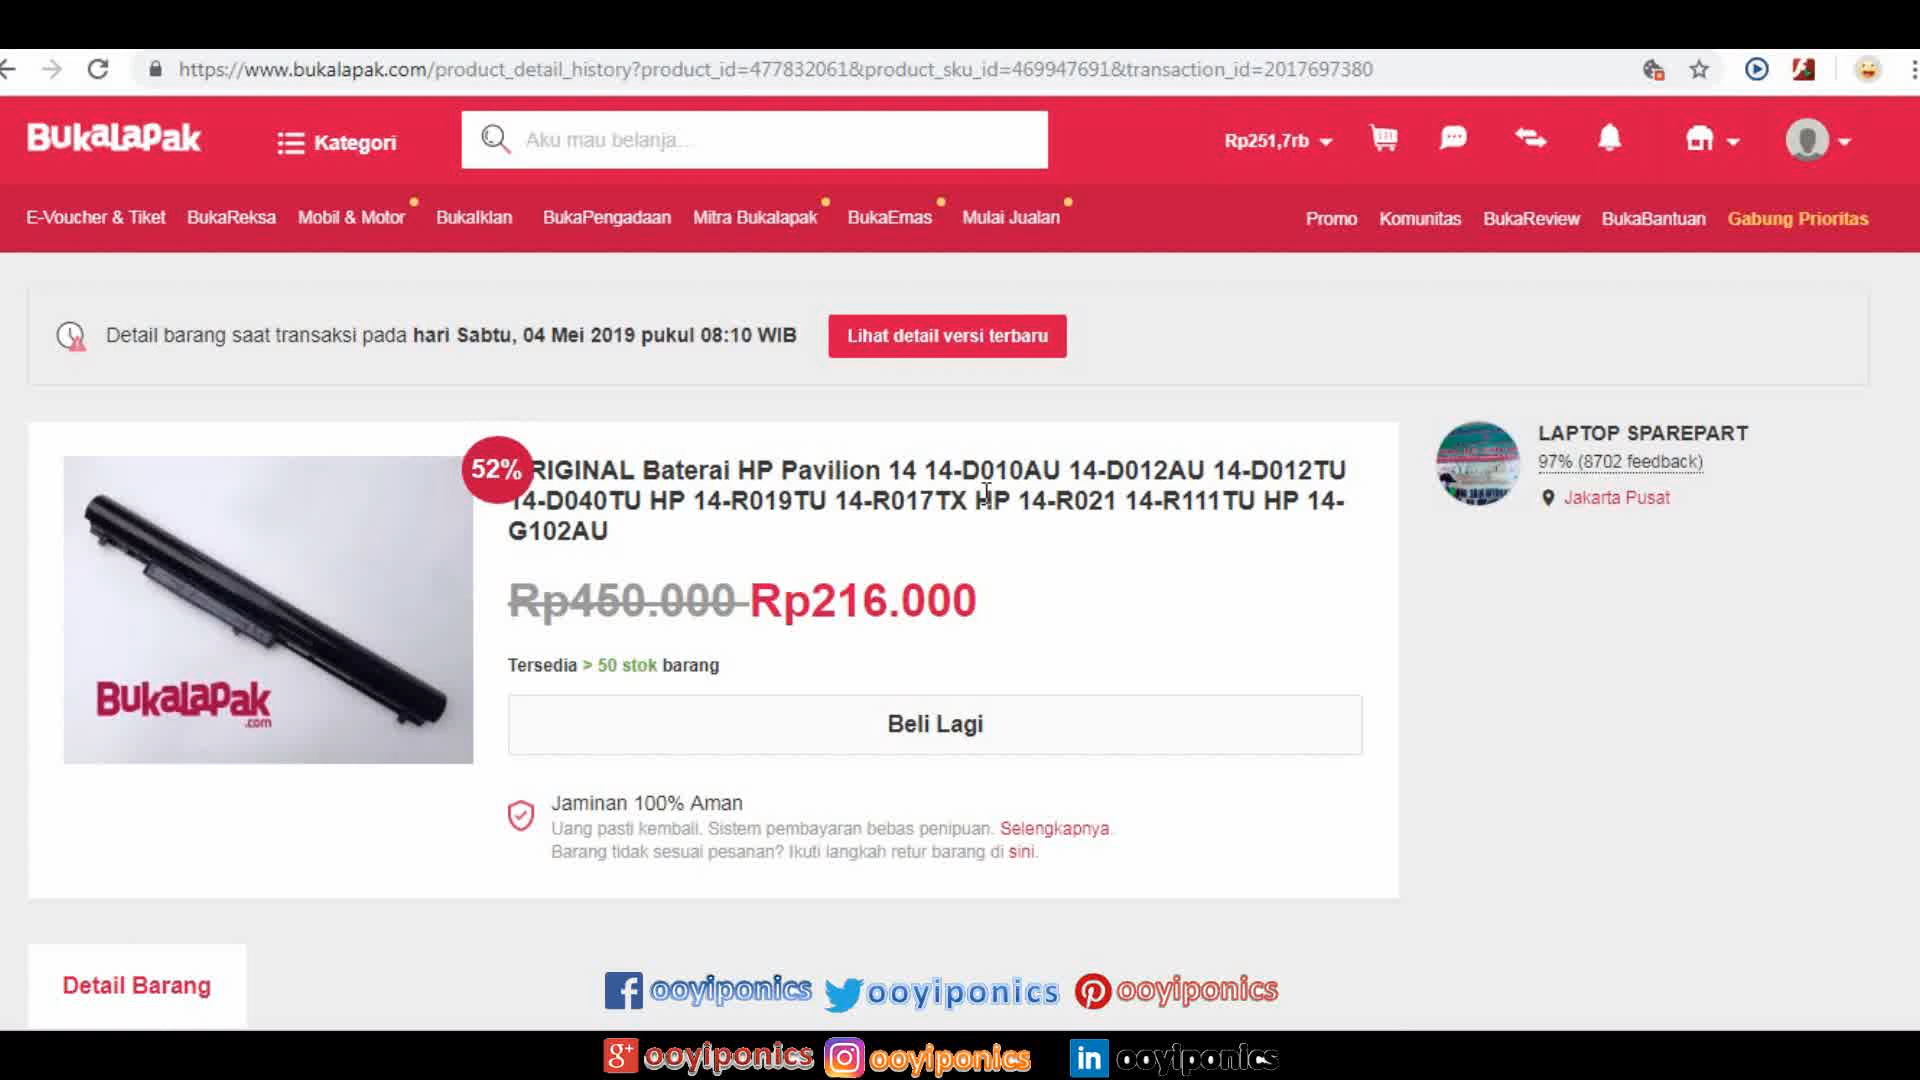 https://www.bukalapak.com/product_detail_history?product_id=477832061&product_sku_id=469947691&transaction_id=2017697380
BukaLapak
Kategori
Aku mau belanja...
Rp251,7rb
E-Voucher & Tiket
BukaReksa
Mobil & Motor
BukaIklan
BukaPengadaan
Mitra Bukalapak
BukaEmas
Mulai Jualan
Promo
Komunitas
BukaReview
BukaBantuan
Gabung Prioritas
Detail barang saat transaksi pada hari Sabtu, 04 Mei 2019 pukul 08:10 WIB
Lihat detail versi terbaru
52%
RIGINAL Baterai HP Pavilion 14 14-D010AU 14-D012AU 14-D012TU
14-D040TU HP 14-R019TU 14-R017TX HP 14-R021 14-R111TU HP 14-
G102AU
Rp450.000 Rp216.000
Tersedia > 50 stok barang
Beli Lagi
Jaminan 100% Aman
Uang pasti kembali. Sistem pembayaran bebas penipuan. Selengkapnya.
Barang tidak sesuai pesanan? Ikuti langkah retur barang di sini.
BukaLapak
.com
LAPTOP SPAREPART
97% (8702 feedback)
Jakarta Pusat
Detail Barang
ooyiponics
ooyiponics
ooyiponics
ooyiponics
ooyiponics
ooyiponics